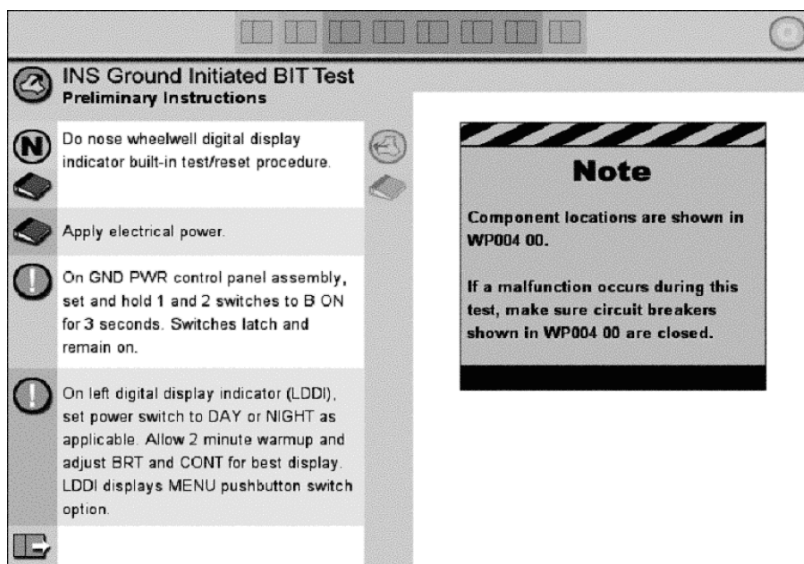 Q
INS Ground Initiated BIT Test
Preliminary Instructions
N
Do nose wheelwell digital display
indicator built-in test/reset procedure.
Apply electrical power.
!
On GND PWR control panel assembly,
set and hold 1 and 2 switches to B ON
for 3 seconds. Switches latch and
remain on.
!
On left digital display indicator (LDDI),
set power switch to DAY or NIGHT as
applicable. Allow 2 minute warmup and
adjust BRT and CONT for best display.
LDDI displays MENU pushbutton switch
option.
Note
Component locations are shown in
WP004 00.
If a malfunction occurs during this
test, make sure circuit breakers
shown in WP004 00 are closed.